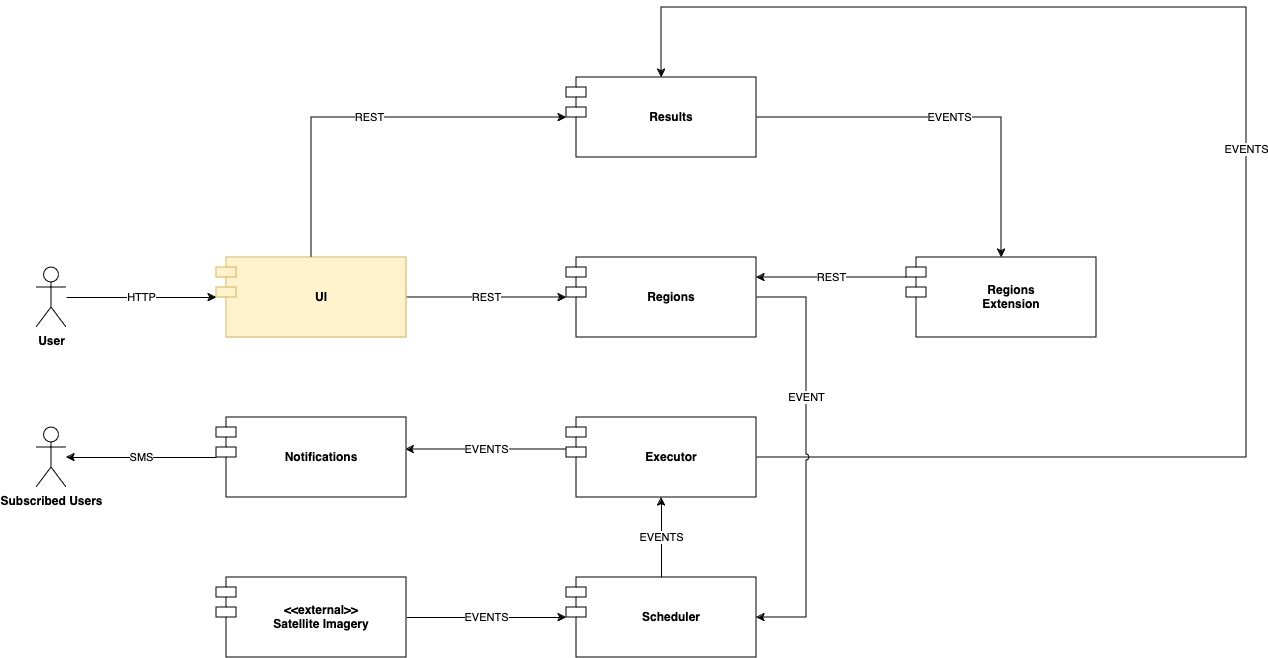 EVENTS
REST
Results
EVENTS
User
HTTP
UI
REST
Regions
REST
Regions
Extension
EVENT
Subscribed Users
SMS
Notifications
EVENTS
Executor
EVENTS
<<external>>
Satellite Imagery
EVENTS
Scheduler